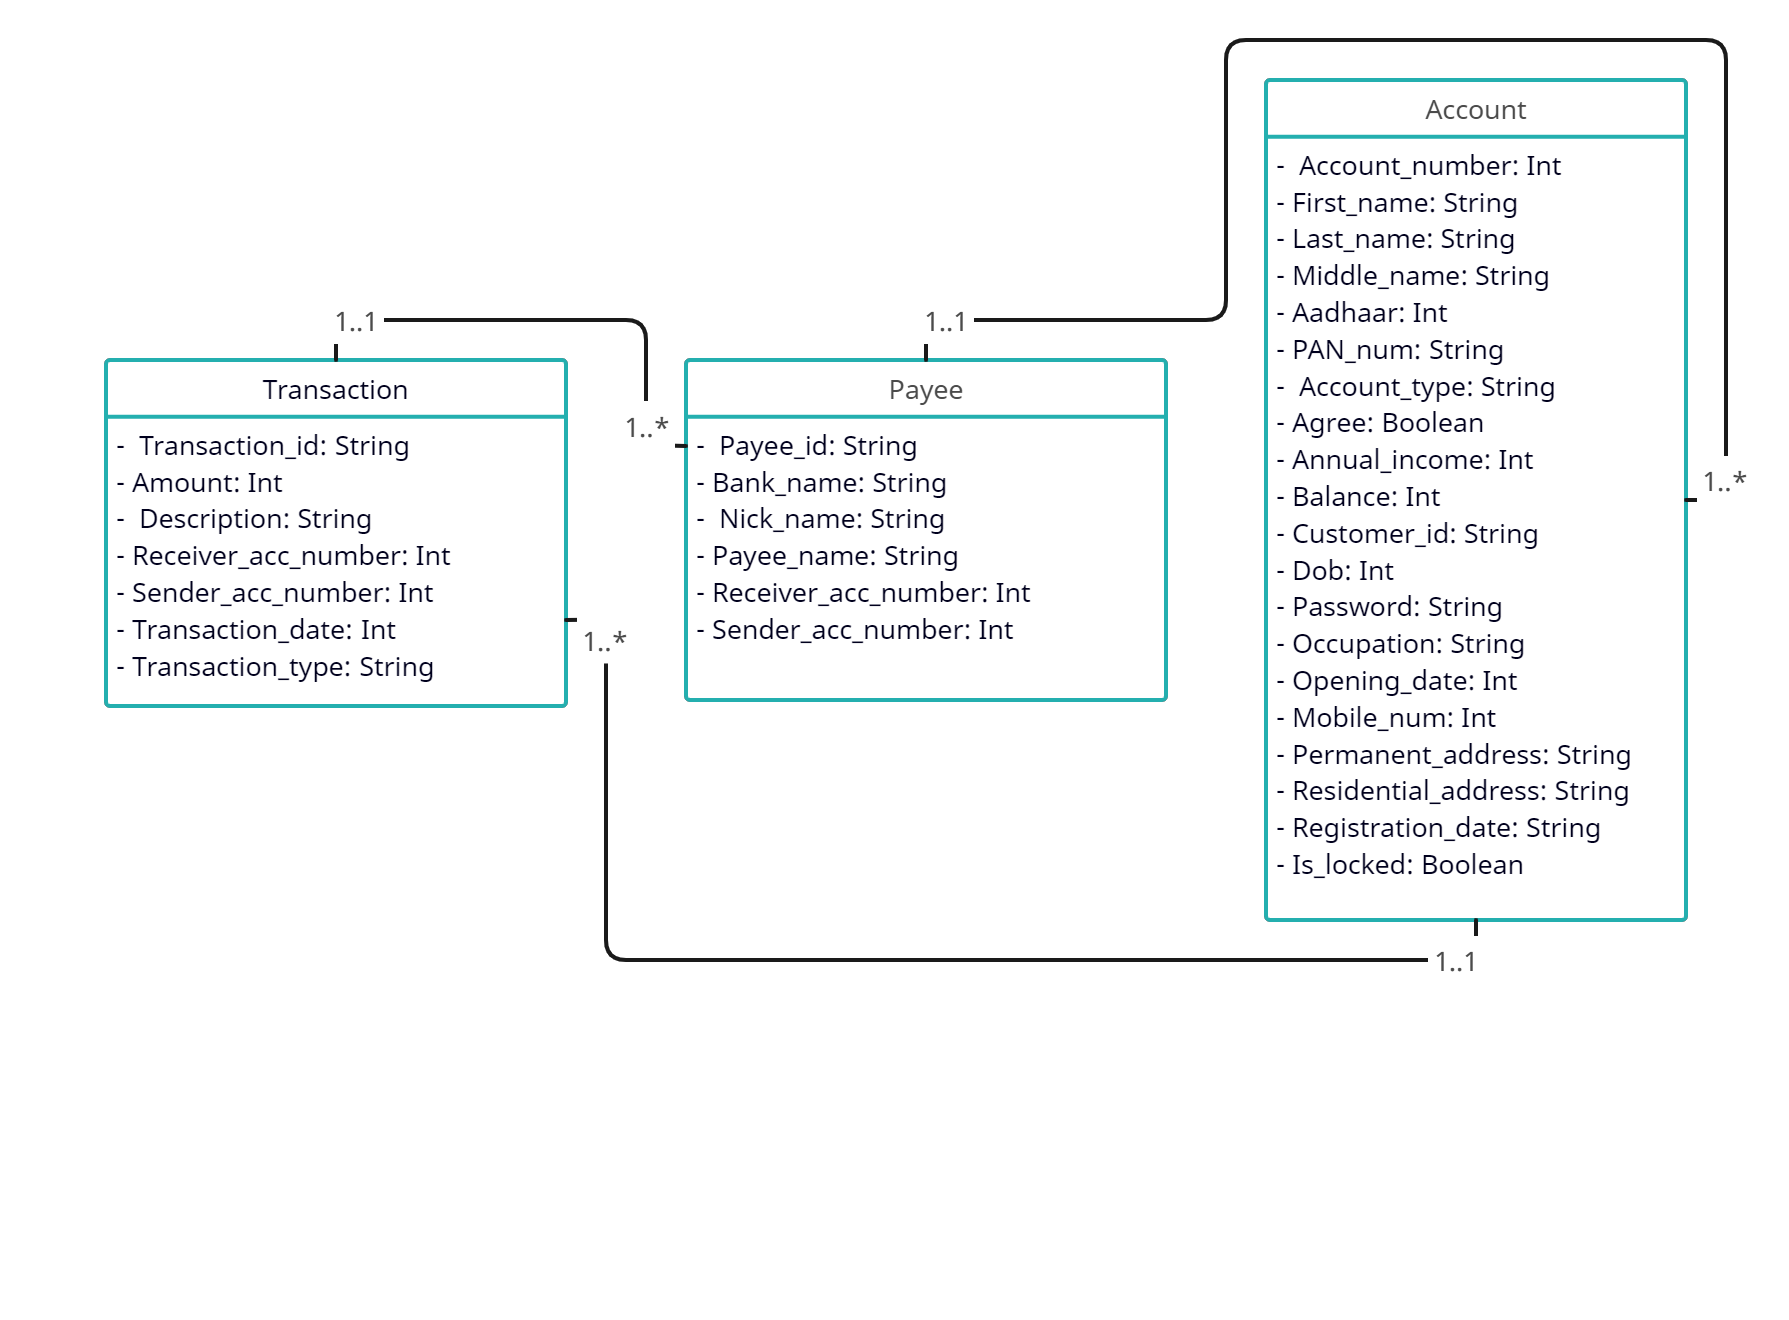 Account
- Account_number: Int
- First_name: String
- Last_name: String
- Middle_name: String
- Aadhaar: Int
- PAN_num: String
- Account_type: String
- Agree: Boolean
- Annual_income: Int
- Balance: Int
- Customer_id: String
- Dob: Int
- Password: String
- Occupation: String
- Opening_date: Int
- Mobile_num: Int
- Permanent_address: String
- Residential_address: String
- Registration_date: String
- Is_locked: Boolean
1..*
1..1
1..1
Transaction
- Transaction_id: String
- Amount: Int
- Description: String
- Receiver_acc_number: Int
- Sender_acc_number: Int
- Transaction_date: Int
- Transaction_type: String
1..*
1..*
1..1
Payee
- Payee_id: String
- Bank_name: String
- Nick_name: String
- Payee_name: String
- Receiver_acc_number: Int
- Sender_acc_number: Int